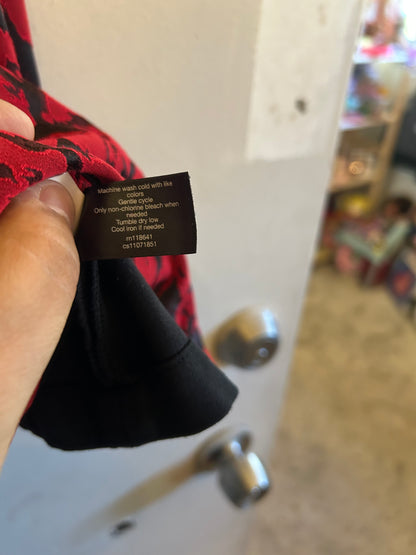 Machine wash cold with like
colors
Gentle cycle
Only non-chlorine bleach when
needed
Tumble dry low
Cool iron if needed
rn118641
cs11071851